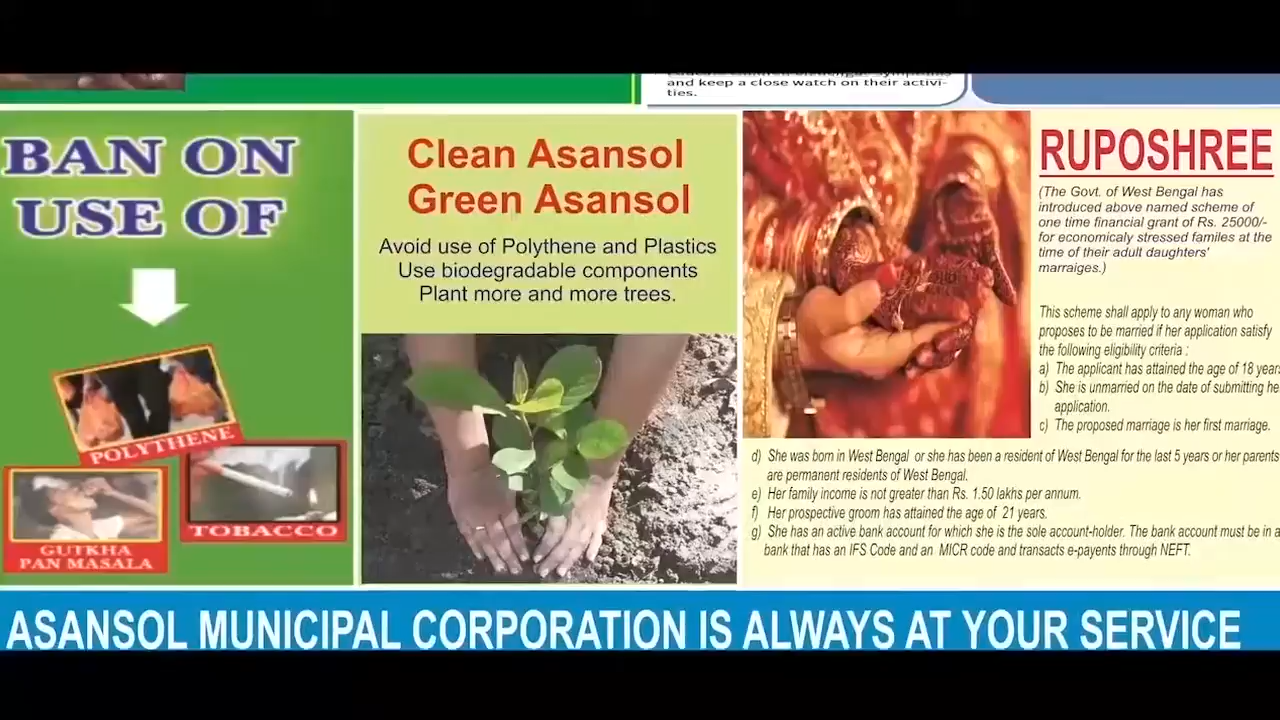 and keep a close watch on their activi-
ties.
BAN ON
USE OF
POLYTHENE
TOBACCO
GUTKHA
PAN MASALA
Clean Asansol
Green Asansol
Avoid use of Polythene and Plastics
Use biodegradable components
Plant more and more trees.
RUPOSHREE
(The Govt. of West Bengal has
introduced above named scheme of
one time financial grant of Rs. 25000/-
for economicaly stressed familes at the
time of their adult daughters'
marraiges.)
This scheme shall apply to any woman who
proposes to be married if her application satisfy
the following eligibility criteria :
a) The applicant has attained the age of 18 years
b) She is unmarried on the date of submitting he
application.
c) The proposed marriage is her first marriage.
d) She was born in West Bengal or she has been a resident of West Bengal for the last 5 years or her parents
are permanent residents of West Bengal.
e) Her family income is not greater than Rs. 1.50 lakhs per annum.
f) Her prospective groom has attained the age of 21 years.
g) She has an active bank account for which she is the sole account-holder. The bank account must be in a
bank that has an IFS Code and an MICR code and transacts e-payents through NEFT.
ASANSOL MUNICIPAL CORPORATION IS ALWAYS AT YOUR SERVICE